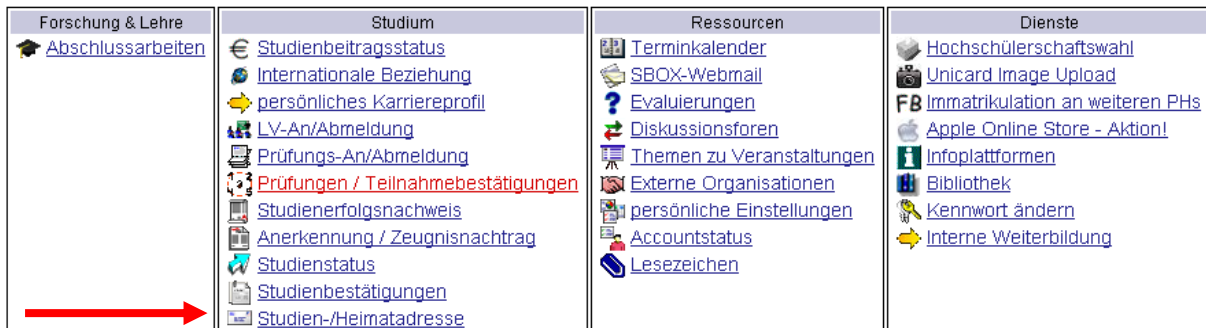 Forschung & Lehre
Abschlussarbeiten
Studium
Studienbeitragsstatus
Internationale Beziehung
persönliches Karriereprofil
LV-An/Abmeldung
Prüfungs-An/Abmeldung
Prüfungen / Teilnahmebestätigungen
Studienerfolgsnachweis
Anerkennung / Zeugnisnachtrag
Studienstatus
Studienbestätigungen
Studien-/Heimatadresse
Ressourcen
Terminkalender
SBOX-Webmail
Evaluierungen
Diskussionsforen
Themen zu Veranstaltungen
Externe Organisationen
persönliche Einstellungen
Accountstatus
Lesezeichen
Dienste
Hochschülerschaftswahl
Unicard Image Upload
FB Immatrikulation an weiteren PHs
Apple Online Store - Aktion!
Infoplattformen
Bibliothek
Kennwort ändern
Interne Weiterbildung